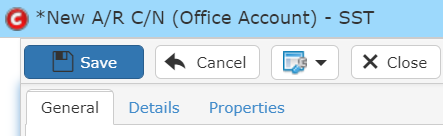 *New A/R C/N (Office Account) - SST
Save Cancel Close
General Details Properties